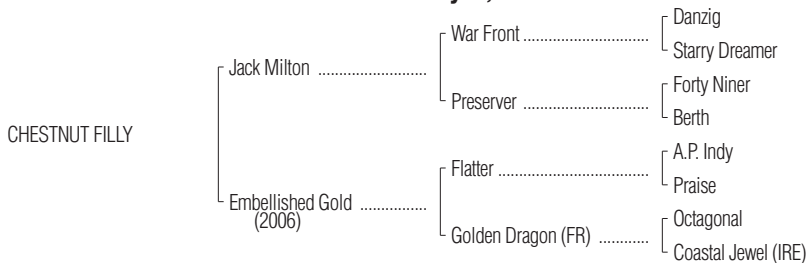 Danzig
War Front ..............................
Starry Dreamer
Jack Milton ..........................
Forty Niner
Preserver ..............................
Berth
CHESTNUT FILLY
A.P. Indy
Flatter ....................................
Praise
Embellished Gold ................
(2006)
Octagonal
Golden Dragon (FR) ............
Coastal Jewel (IRE)